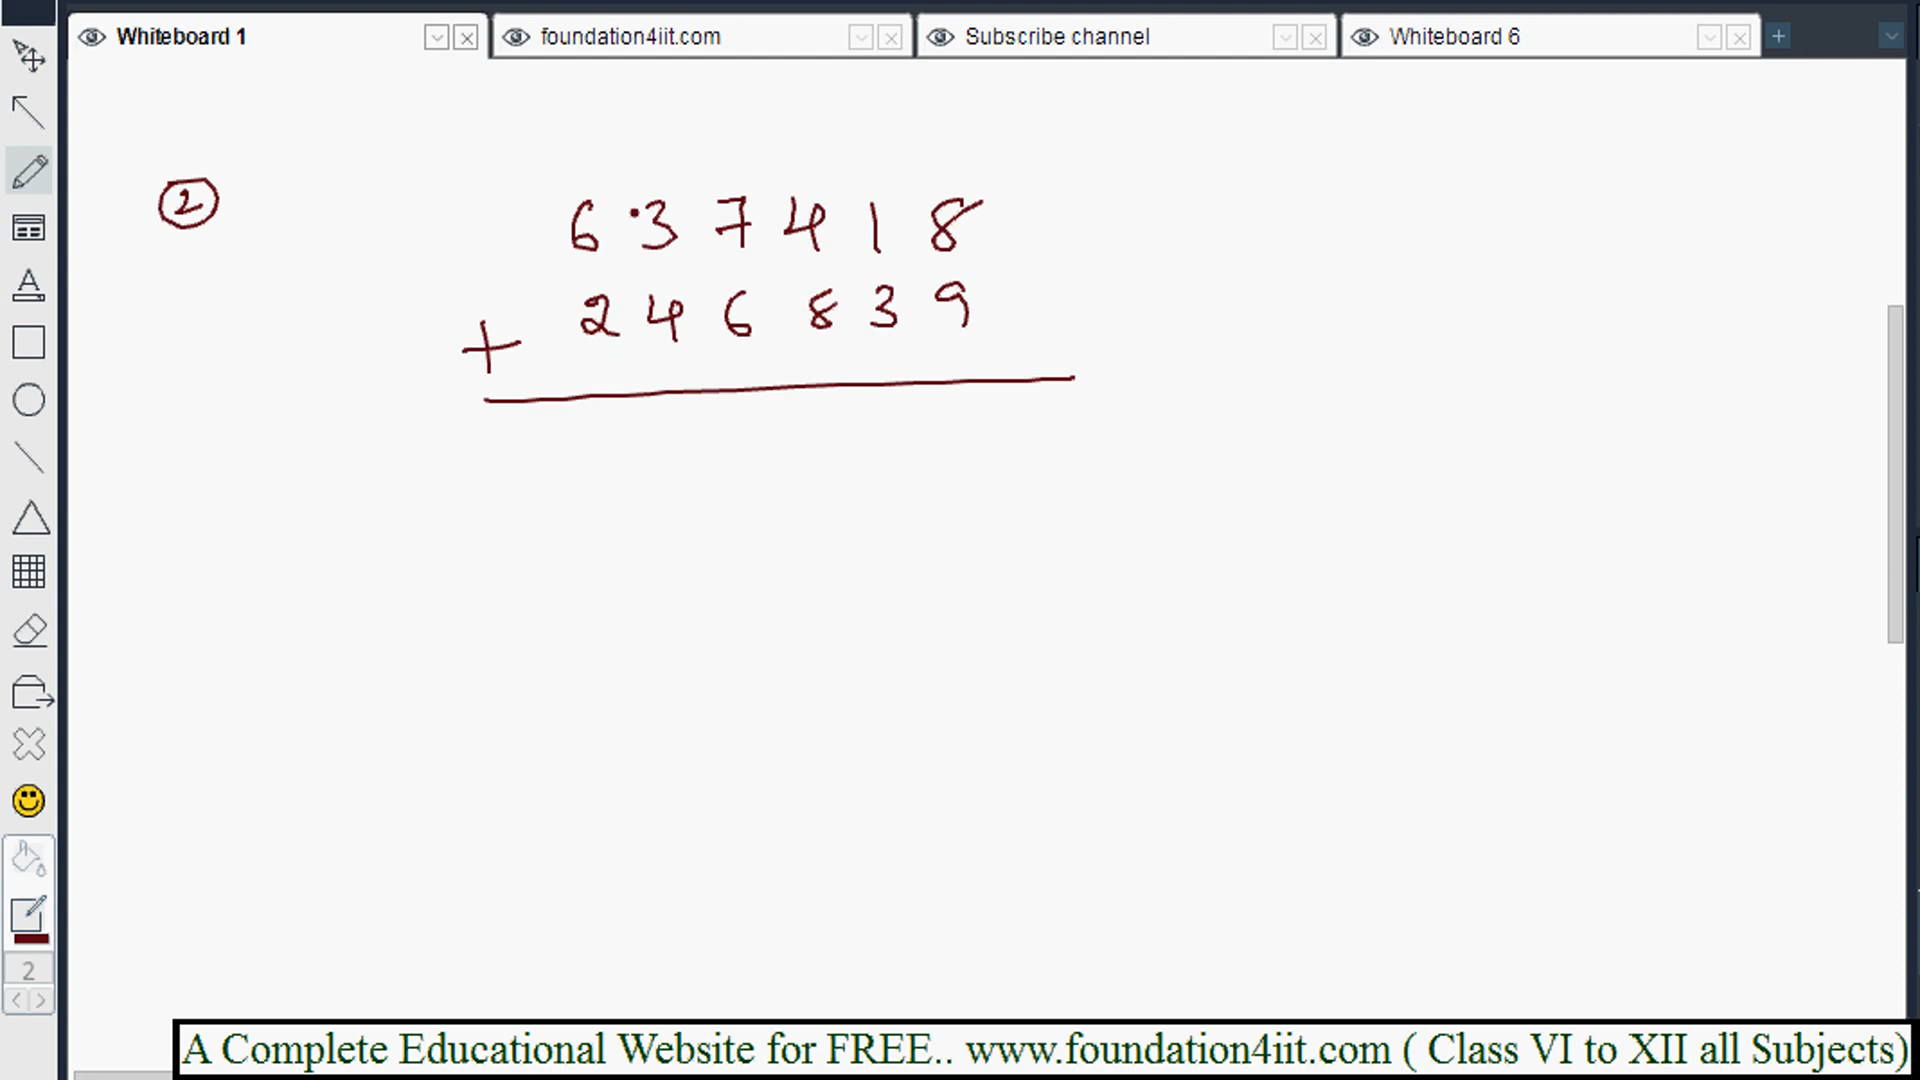 Whiteboard 1 foundation4iit.com Subscribe channel Whiteboard 6
② 6 3 7 4 1 8
+ 2 4 6 8 3 9
A
2
A Complete Educational Website for FREE.. www.foundation4iit.com ( Class VI to XII all Subjects)